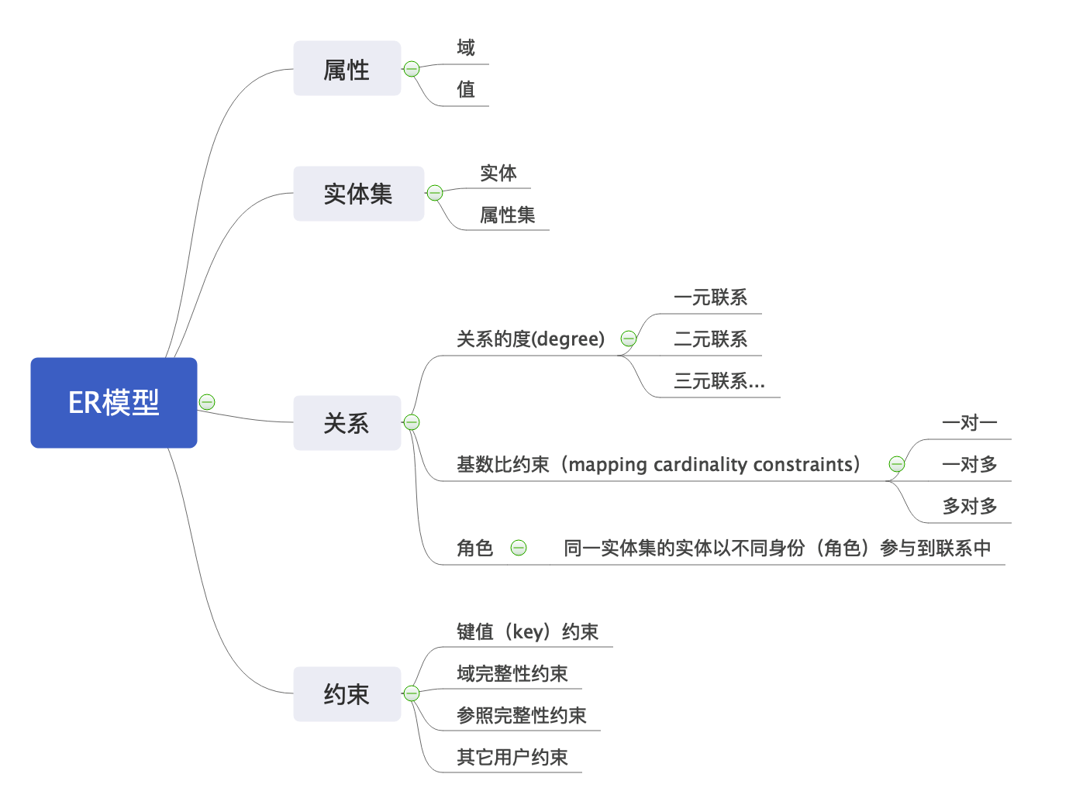 ER模型
属性
域
值
实体集
实体
属性集
关系
关系的度(degree)
一元联系
二元联系
三元联系...
基数比约束（mapping cardinality constraints）
一对一
一对多
多对多
角色
同一实体集的实体以不同身份（角色）参与到联系中
约束
键值（key）约束
域完整性约束
参照完整性约束
其它用户约束